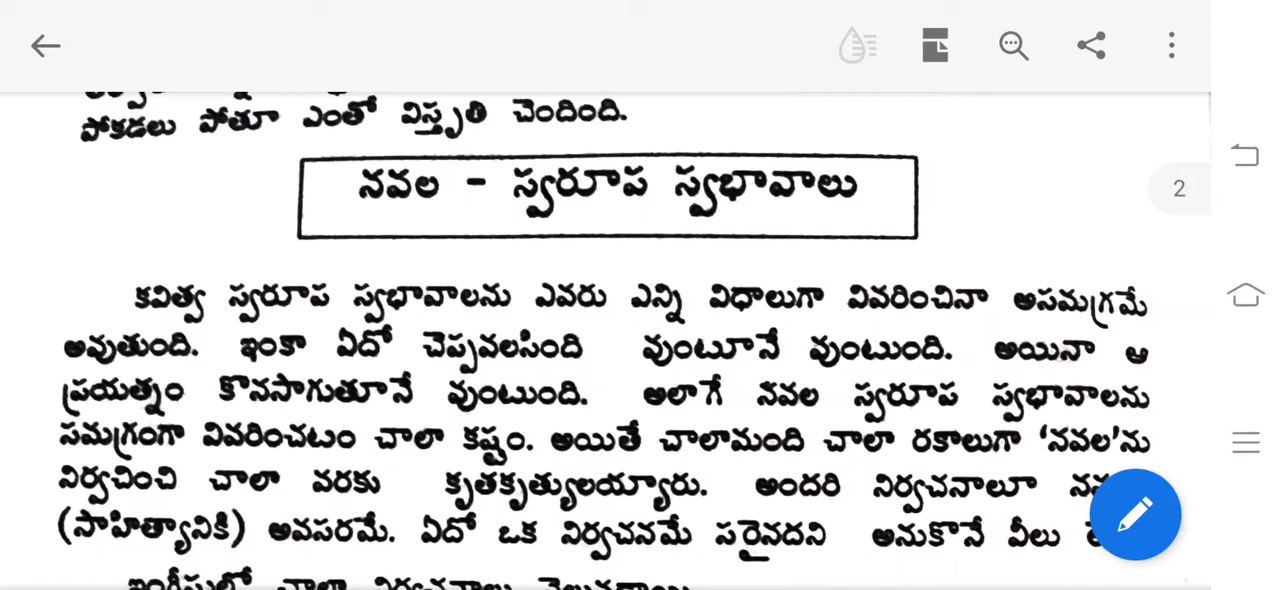 పోకడలు పోతూ ఎంతో విస్తృతి చెందింది.
నవల - స్వరూప స్వభావాలు
2
కవిత్వ స్వరూప స్వభావాలను ఎవరు ఎన్ని విధాలుగా వివరించినా అసమగ్రమే
అవుతుంది. ఇంకా ఏదో చెప్పవలసింది వుంటూనే వుంటుంది. అయినా ఆ
ప్రయత్నం కొనసాగుతూనే వుంటుంది. అలాగే నవల స్వరూప స్వభావాలను
సమగ్రంగా వివరించటం చాలా కష్టం. అయితే చాలామంది చాలా రకాలుగా ‘నవల’ను
నిర్వచించి చాలా వరకు కృతకృత్యులయ్యారు. అందరి నిర్వచనాలూ
(సాహిత్యానికి) అవసరమే. ఏదో ఒక నిర్వచనమే సరైనదని అనుకొనే వీలు